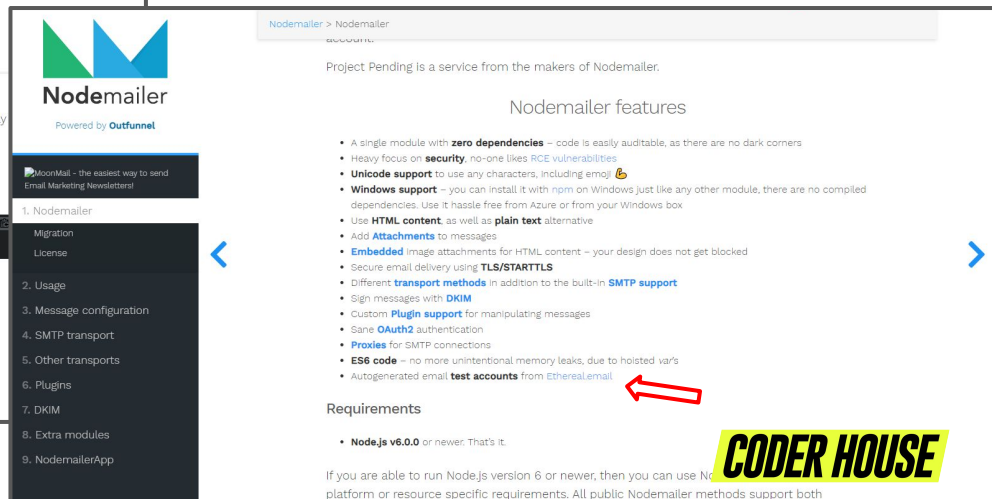 Nodemailer > Nodemailer
account.
Project Pending is a service from the makers of Nodemailer.
Nodemailer
Powered by Outfunnel
MoonMail - the easiest way to send
Email Marketing Newsletters!
1. Nodemailer
Migration
License
2. Usage
3. Message configuration
4. SMTP transport
5. Other transports
6. Plugins
7. DKIM
8. Extra modules
9. NodemailerApp
Nodemailer features
• A single module with zero dependencies – code is easily auditable, as there are no dark corners
• Heavy focus on security, no-one likes RCE vulnerabilities
• Unicode support to use any characters, including emoji 💪
• Windows support – you can install it with npm on Windows just like any other module, there are no compiled
dependencies. Use it hassle free from Azure or from your Windows box
• Use HTML content, as well as plain text alternative
• Add Attachments to messages
• Embedded image attachments for HTML content – your design does not get blocked
• Secure email delivery using TLS/STARTTLS
• Different transport methods in addition to the built-in SMTP support
• Sign messages with DKIM
• Custom Plugin support for manipulating messages
• Sane OAuth2 authentication
• Proxies for SMTP connections
• ES6 code – no more unintentional memory leaks, due to hoisted var's
• Autogenerated email test accounts from Ethereal.email
Requirements
• Node.js v6.0.0 or newer. That's it.
If you are able to run Node.js version 6 or newer, then you can use
platform or resource specific requirements. All public Nodemailer methods support both
CODER HOUSE